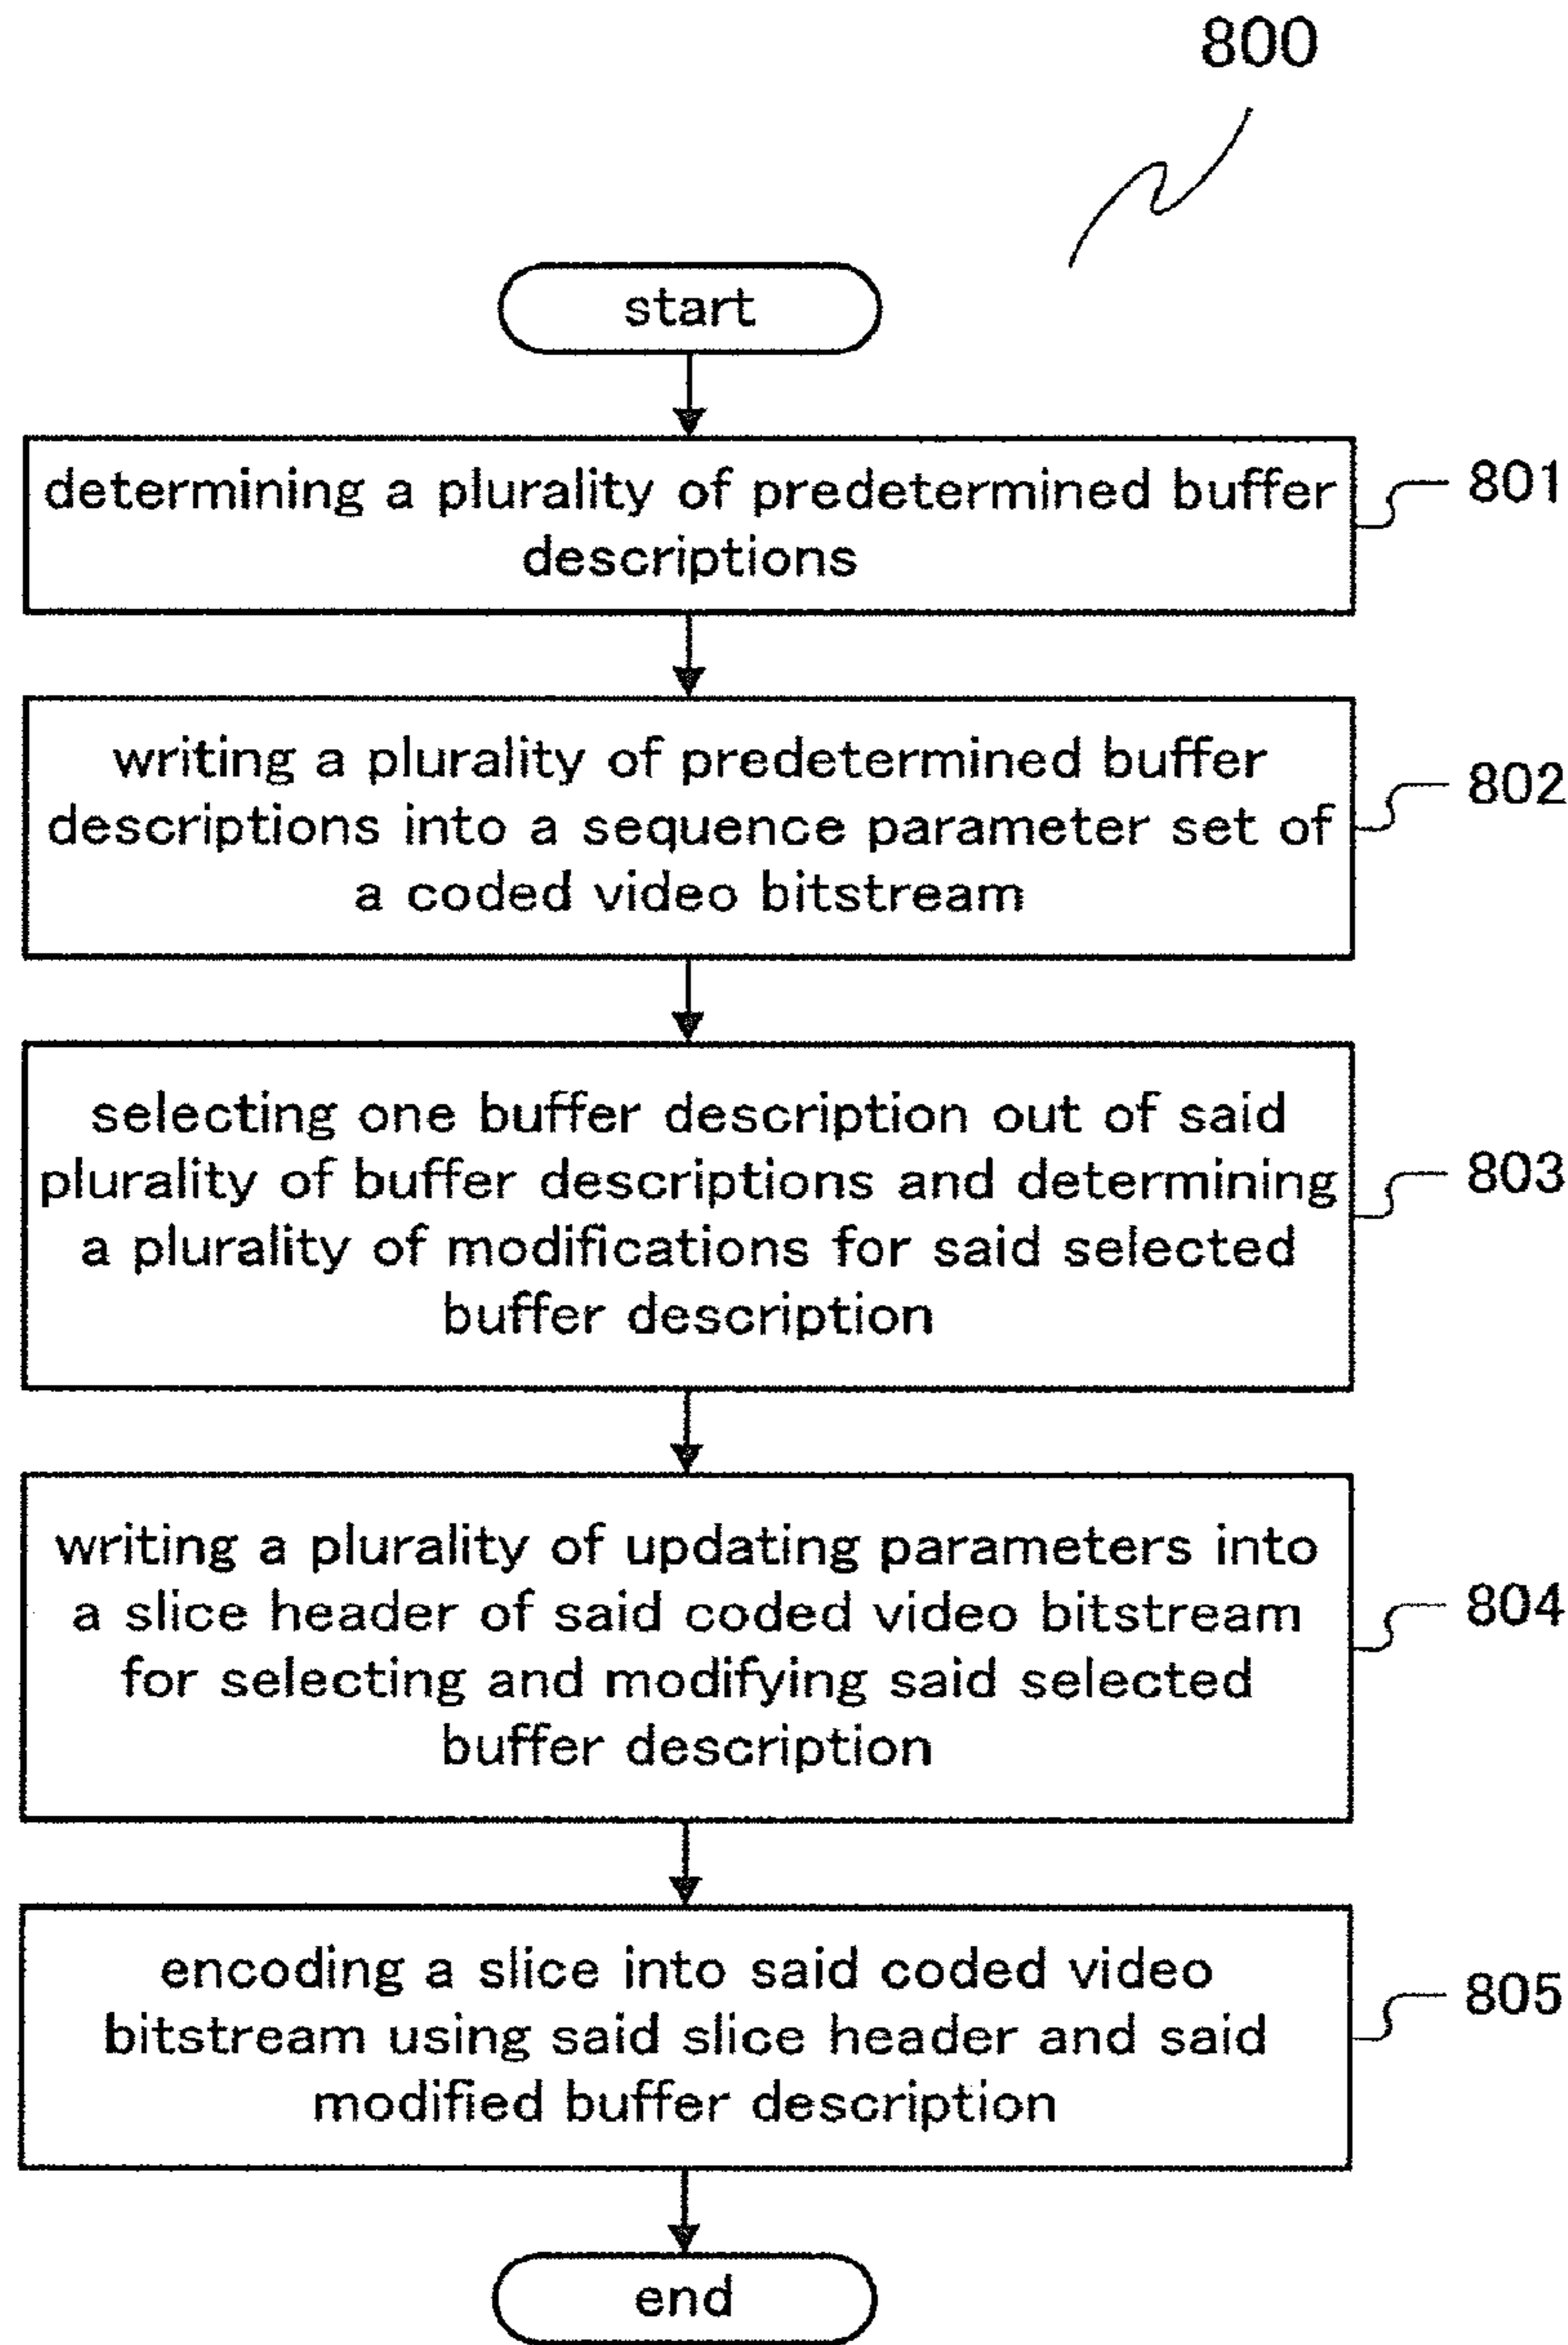 800
start
determining a plurality of predetermined buffer
descriptions
801
writing a plurality of predetermined buffer
descriptions into a sequence parameter set of
a coded video bitstream
802
selecting one buffer description out of said
plurality of buffer descriptions and determining
a plurality of modifications for said selected
buffer description
803
writing a plurality of updating parameters into
a slice header of said coded video bitstream
for selecting and modifying said selected
buffer description
804
encoding a slice into said coded video
bitstream using said slice header and said
modified buffer description
805
end